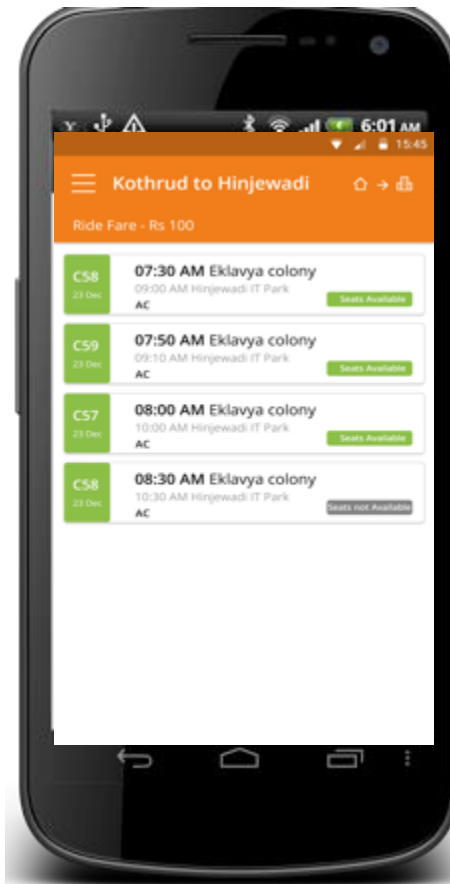 6:01 AM
15:45
Kothrud to Hinjewadi
Ride Fare - Rs 100
C58
23 Dec
07:30 AM Eklavya colony
09:00 AM Hinjewadi IT Park
AC
Seats Available
C59
23 Dec
07:50 AM Eklavya colony
09:10 AM Hinjewadi IT Park
AC
Seats Available
C57
23 Dec
08:00 AM Eklavya colony
10:00 AM Hinjewadi IT Park
AC
Seats Available
C58
23 Dec
08:30 AM Eklavya colony
10:30 AM Hinjewadi IT Park
AC
Seats not Available